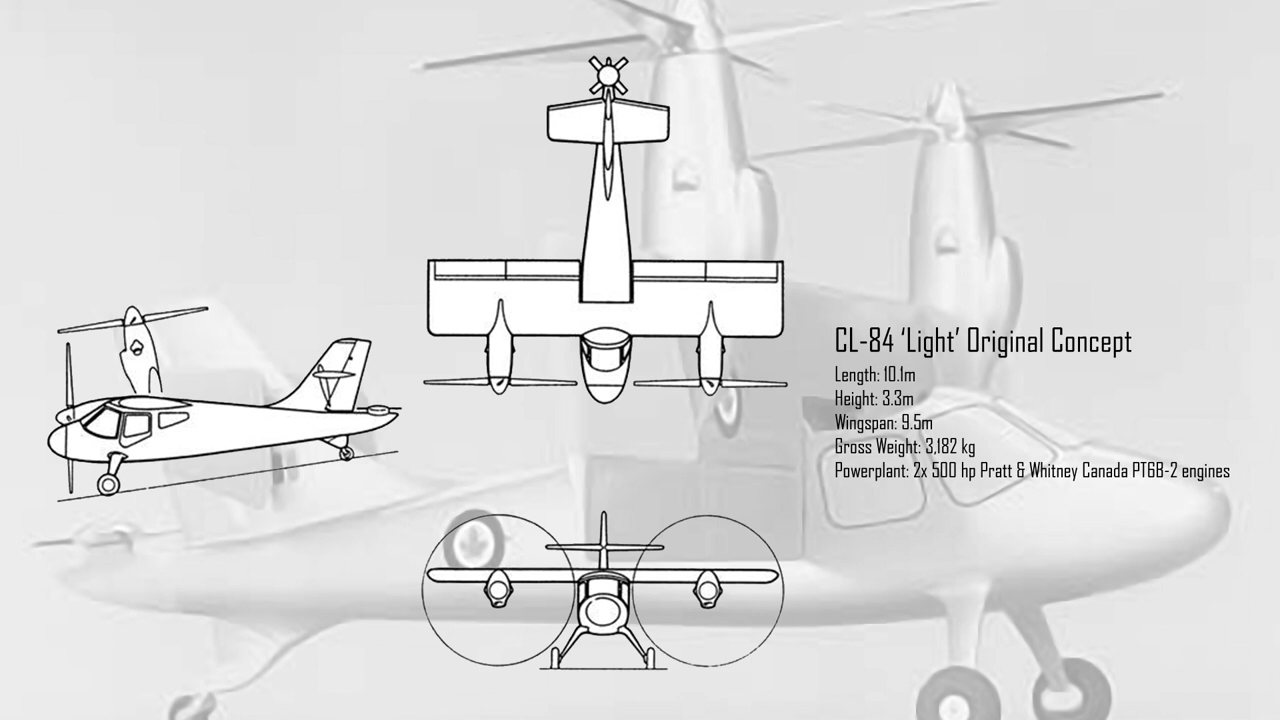 CL-84 ‘Light’ Original Concept
Length: 10.1m
Height: 3.3m
Wingspan: 9.5m
Gross Weight: 3,182 kg
Powerplant: 2x 500 hp Pratt & Whitney Canada PT6B-2 engines